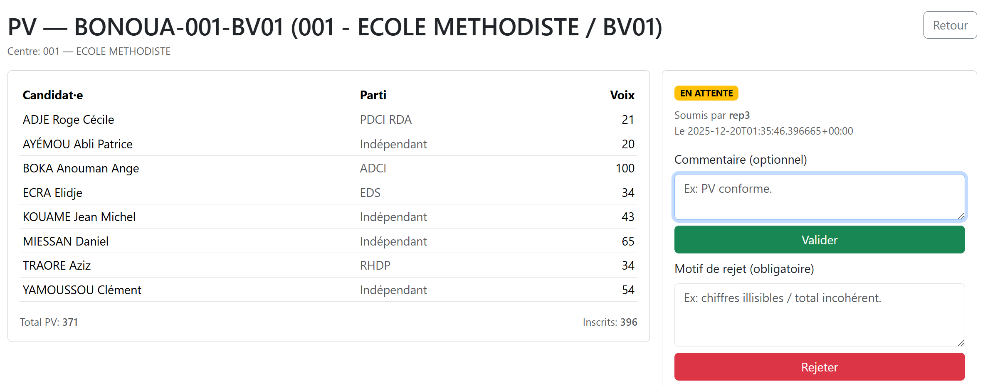 PV — BONOUA-001-BV01 (001 - ECOLE METHODISTE / BV01)
Retour
Centre: 001 — ECOLE METHODISTE
Candidat·e Parti Voix
ADJE Roge Cécile PDCI RDA 21
AYÉMOU Abli Patrice Indépendant 20
BOKA Anouman Ange ADCI 100
ECRA Elidje EDS 34
KOUAME Jean Michel Indépendant 43
MIESSAN Daniel Indépendant 65
TRAORE Aziz RHDP 34
YAMOUSSOU Clément Indépendant 54
Total PV: 371 Inscrits: 396
EN ATTENTE
Soumis par rep3
Le 2025-12-20T01:35:46.396665+00:00
Commentaire (optionnel)
Ex: PV conforme.
Valider
Motif de rejet (obligatoire)
Ex: chiffres illisibles / total incohérent.
Rejeter